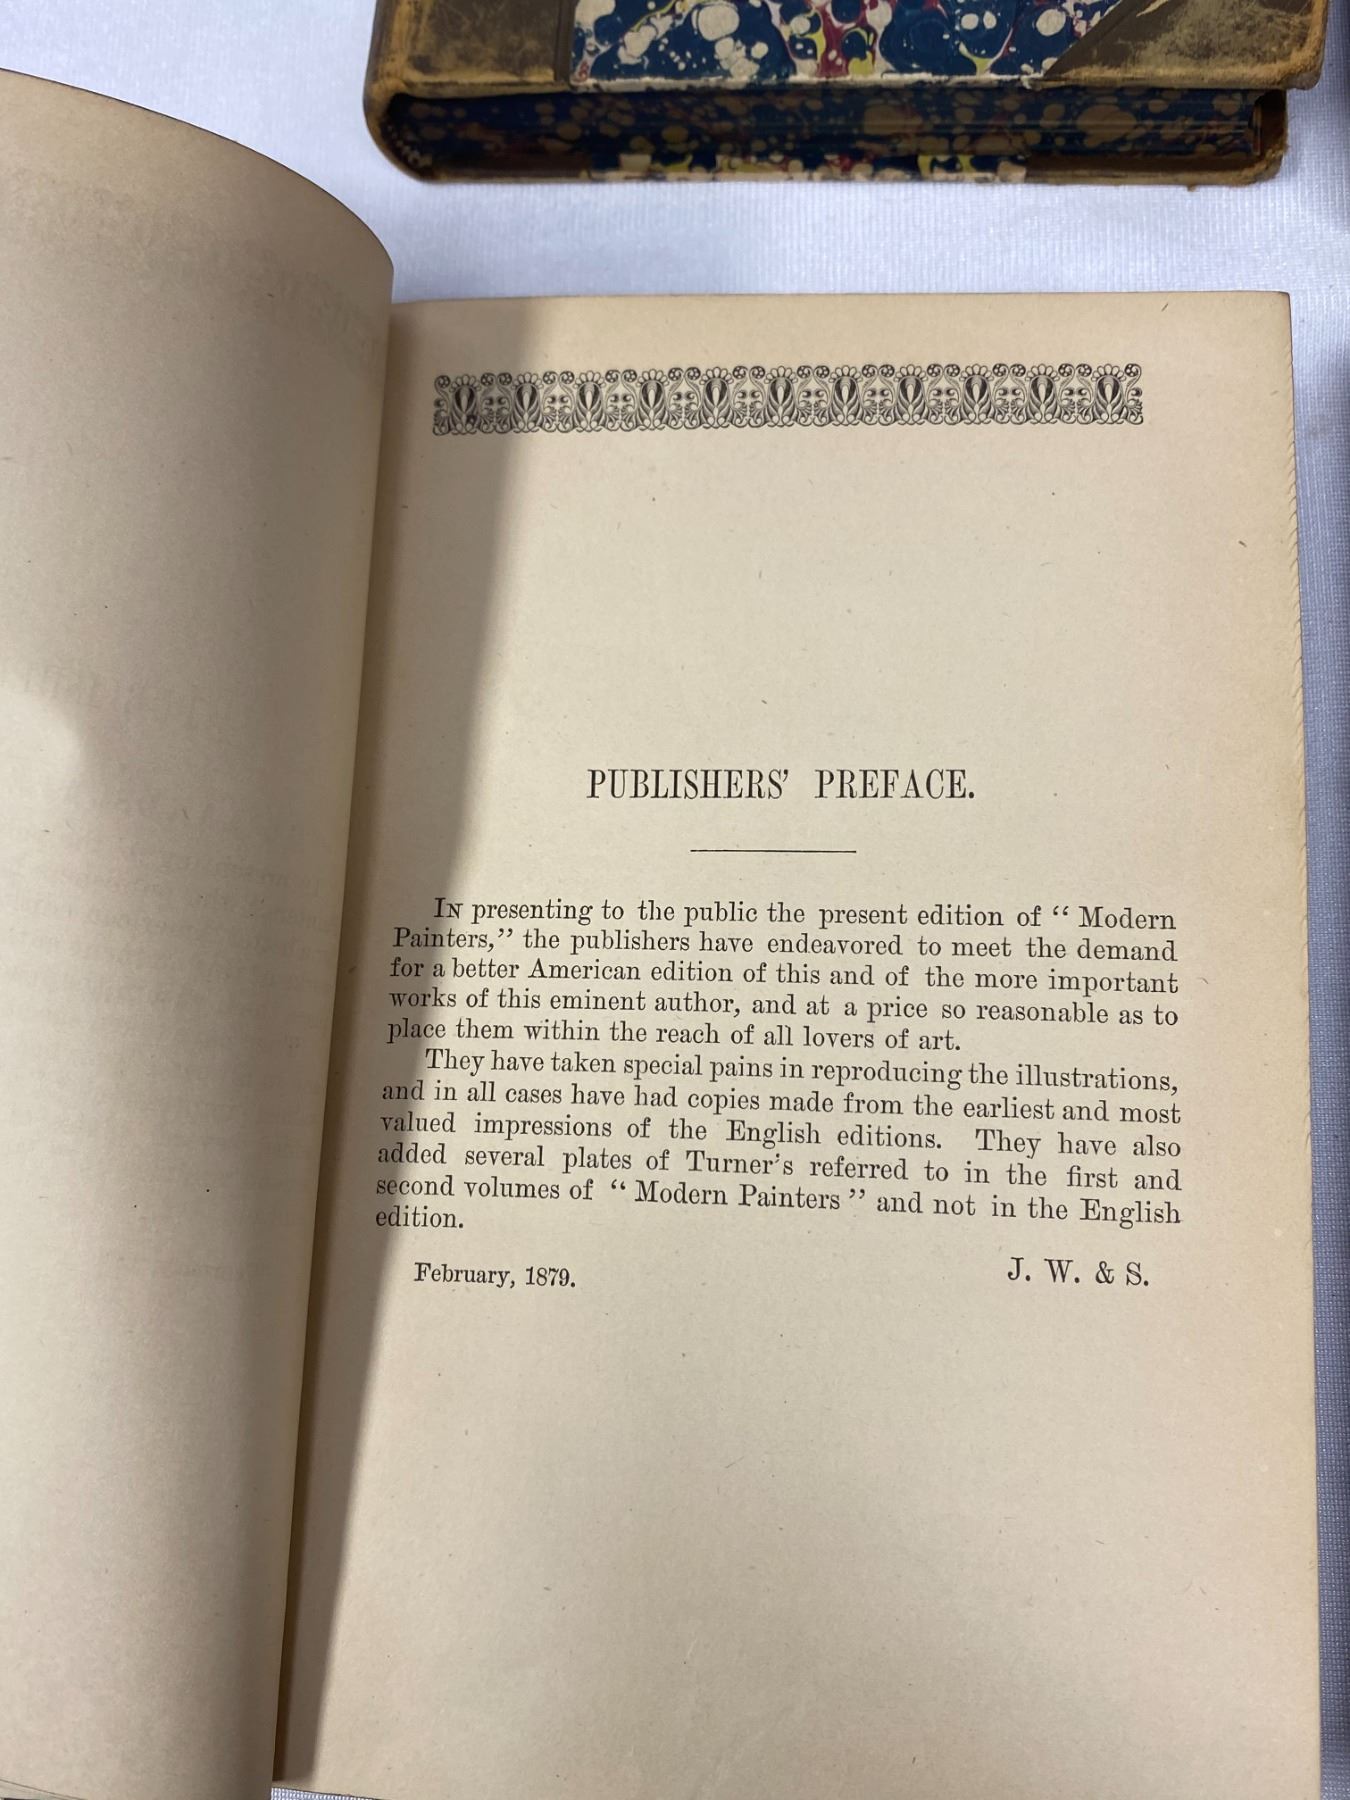 PUBLISHERS' PREFACE.
IN presenting to the public the present edition of “ Modern
Painters,” the publishers have endeavored to meet the demand
for a better American edition of this and of the more important
works of this eminent author, and at a price so reasonable as to
place them within the reach of all lovers of art.
They have taken special pains in reproducing the illustrations,
and in all cases have had copies made from the earliest and most
valued impressions of the English editions. They have also
added several plates of Turner's referred to in the first and
second volumes of “ Modern Painters ” and not in the English
edition.
February, 1879. J. W. & S.